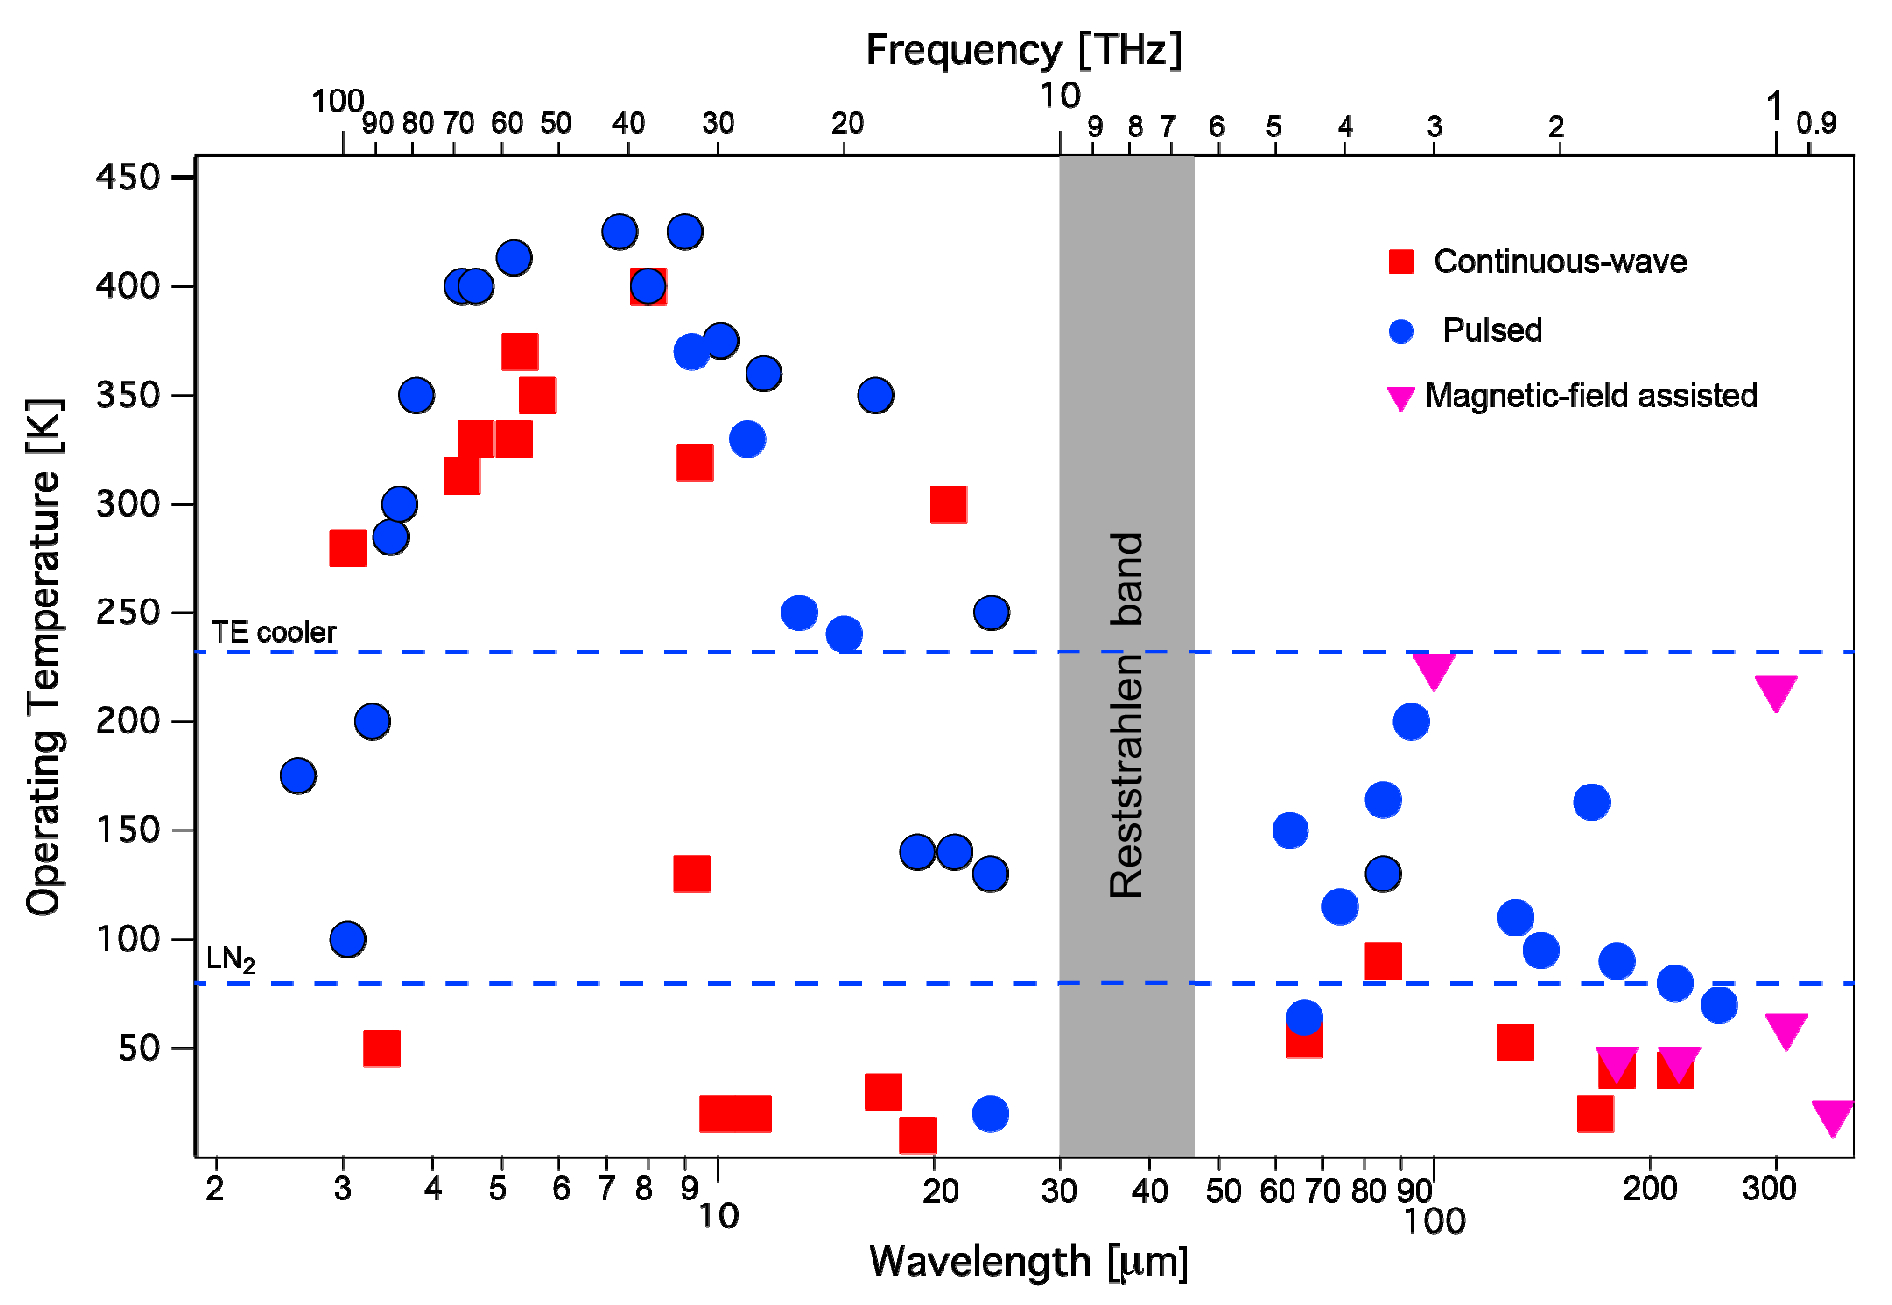 Frequency [THz]
100 90 80 70 60 50 40 30 20 10 9 8 7 6 5 4 3 2 1 0.9
450
400
350
300
250
200
150
100
50
Operating Temperature [K]
Continuous-wave
Pulsed
Magnetic-field assisted
TE cooler
LN2
Reststrahlen band
2 3 4 5 6 7 8 9 10 20 30 40 50 60 70 80 90 100 200 300
Wavelength [μm]